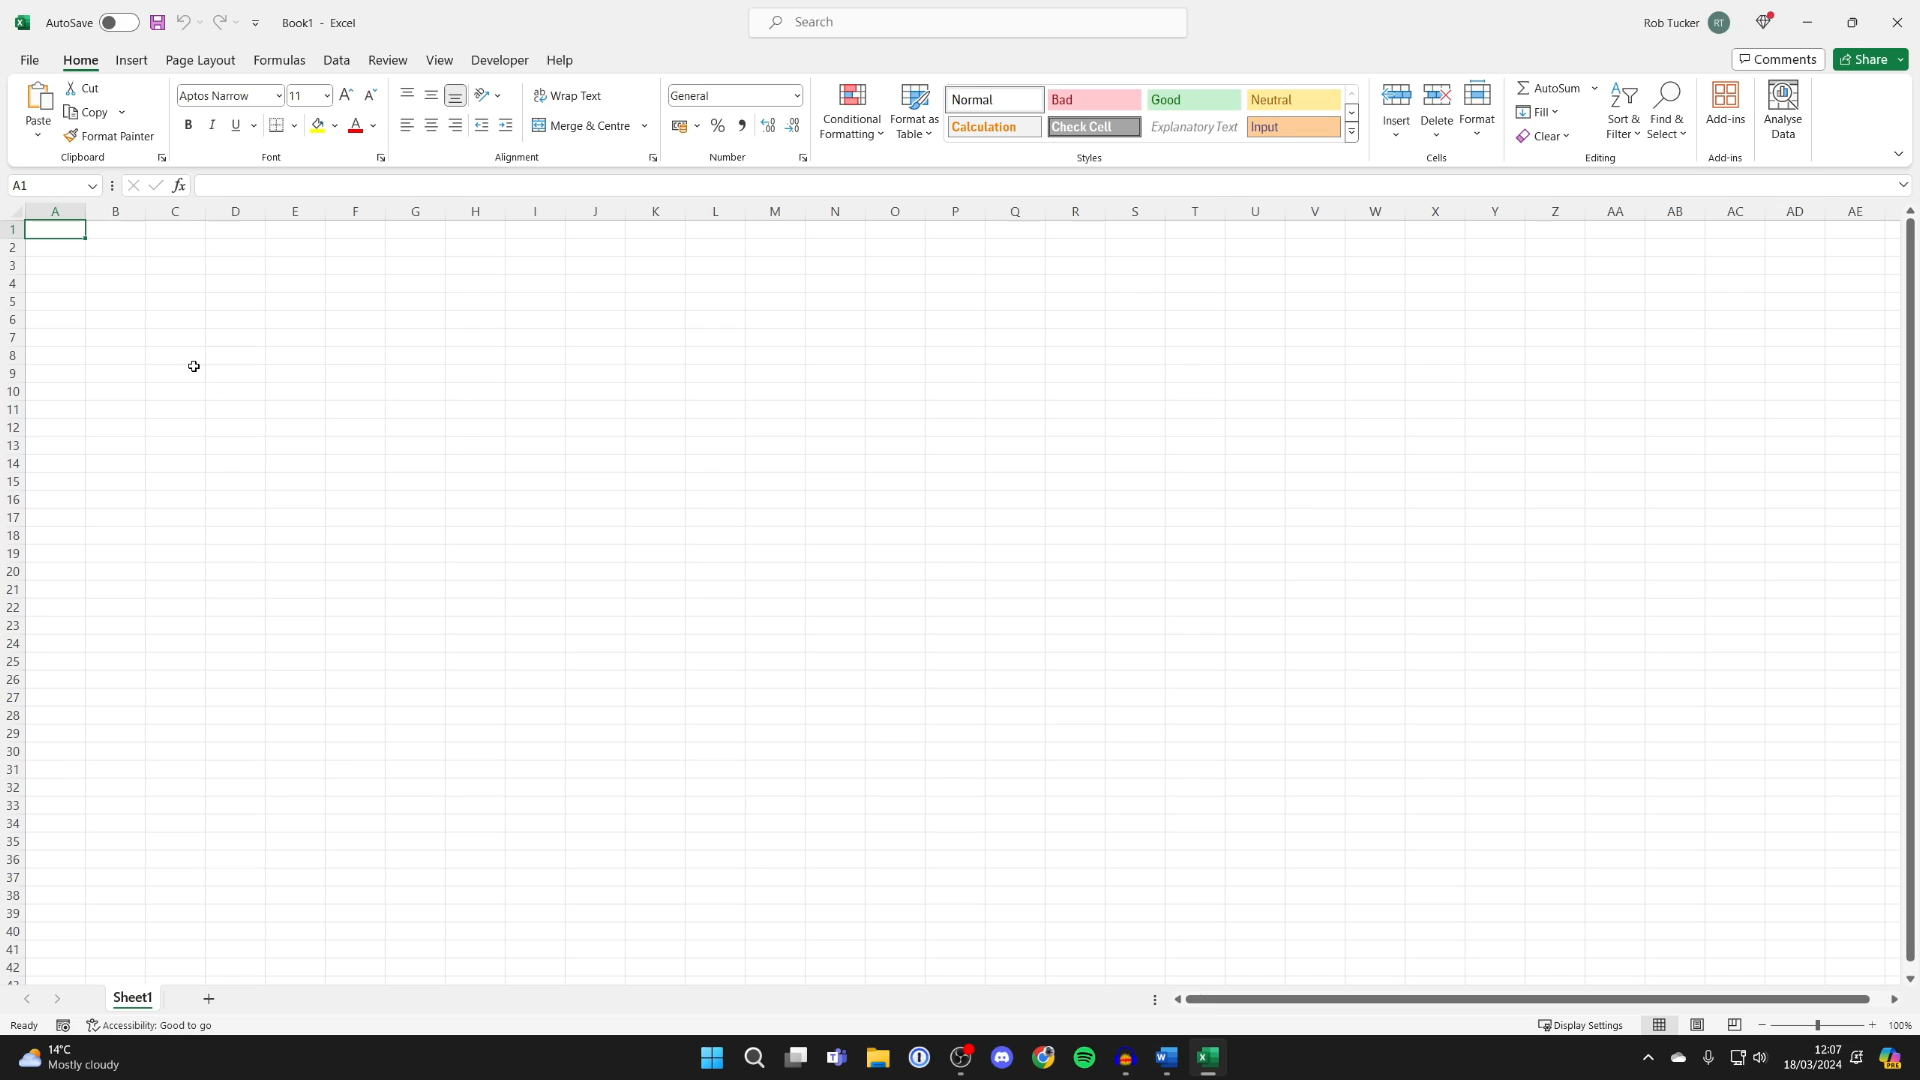 AutoSave Book1 - Excel Search Rob Tucker RT
File Home Insert Page Layout Formulas Data Review View Developer Help Comments Share
Paste Cut Copy Format Painter
Clipboard
Aptos Narrow 11
B I U A
Font
Wrap Text
Merge & Centre
Alignment
General
%
Number
Conditional Formatting
Format as Table
Normal Bad Good Neutral
Calculation Check Cell Explanatory Text Input
Styles
Insert Delete Format
Cells
AutoSum
Fill
Clear
Sort & Filter
Find & Select
Editing
Add-ins
Add-ins
Analyse Data
A1 fx
A B C D E F G H I J K L M N O P Q R S T U V W X Y Z AA AB AC AD AE
1
2
3
4
5
6
7
8
9
10
11
12
13
14
15
16
17
18
19
20
21
22
23
24
25
26
27
28
29
30
31
32
33
34
35
36
37
38
39
40
41
42
Sheet1
Ready Accessibility: Good to go Display Settings 100%
14°C
Mostly cloudy
12:07
18/03/2024
PRE